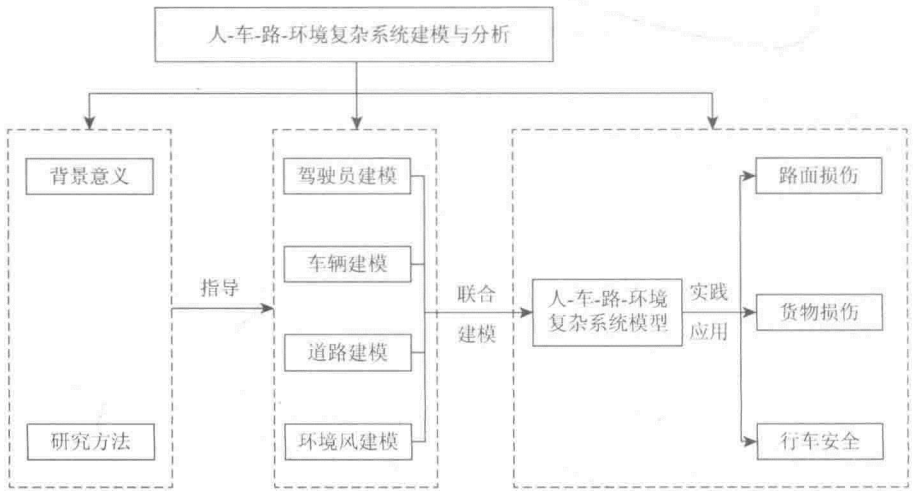 人-车-路-环境复杂系统建模与分析
背景意义
研究方法
指导
驾驶员建模
车辆建模
道路建模
环境风建模
联合
建模
人-车-路-环境
复杂系统模型
实践
应用
路面损伤
货物损伤
行车安全